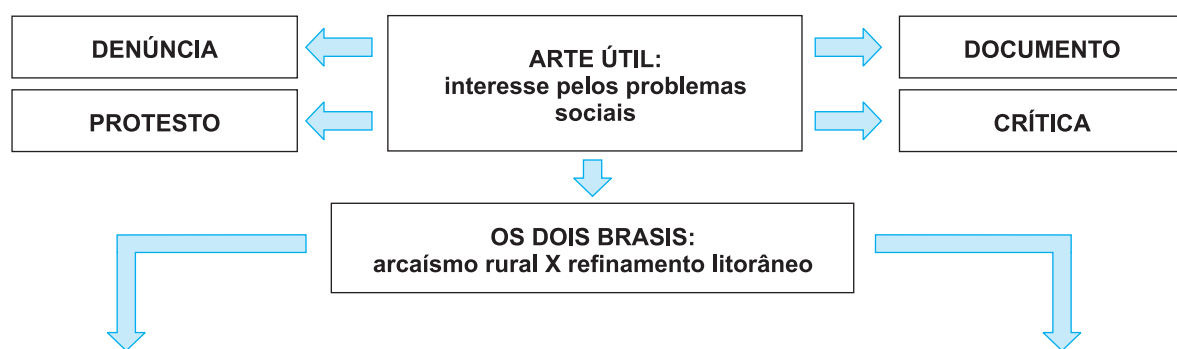 DENÚNCIA
PROTESTO
ARTE ÚTIL:
interesse pelos problemas
sociais
DOCUMENTO
CRÍTICA
OS DOIS BRASIS:
arcaísmo rural X refinamento litorâneo